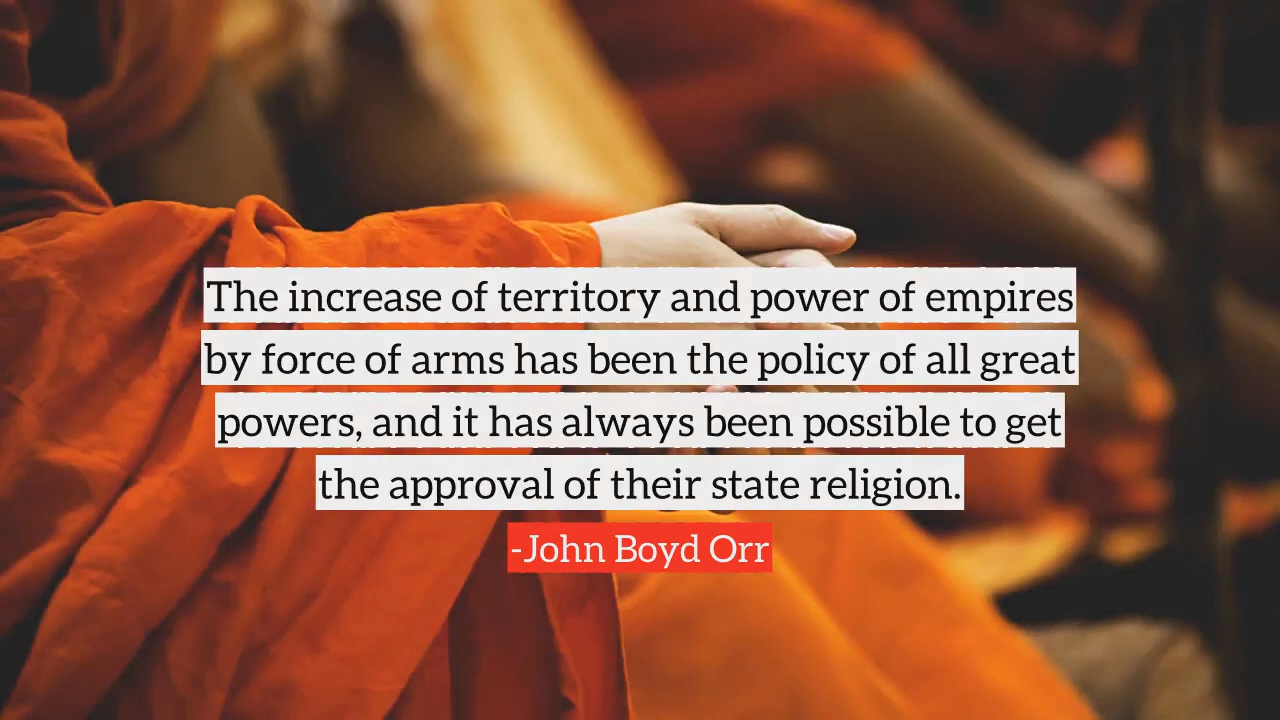 The increase of territory and power of empires
by force of arms has been the policy of all great
powers, and it has always been possible to get
the approval of their state religion.
-John Boyd Orr